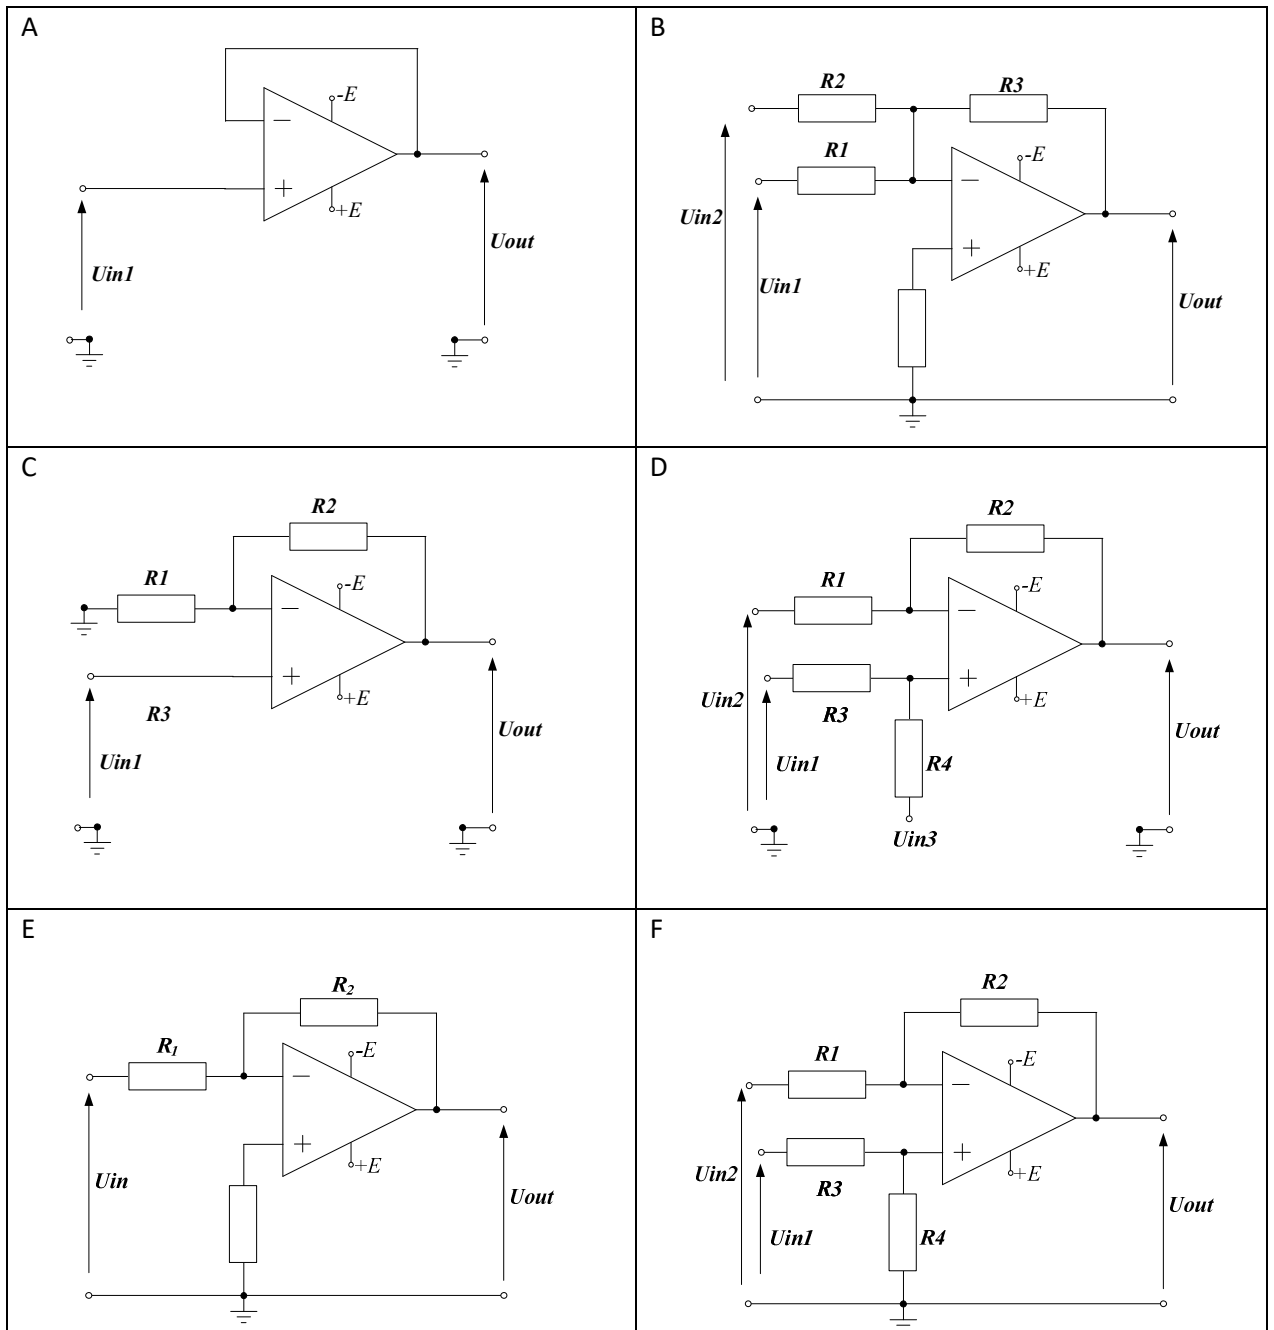 A
-E
+E
Uin1
Uout
B
R2
R3
R1
-E
+E
Uin2
Uin1
Uout
C
R2
R1
-E
+E
R3
Uin1
Uout
D
R2
R1
-E
+E
Uin2
R3
Uin1
R4
Uin3
Uout
E
R2
R1
-E
+E
Uin
Uout
F
R2
R1
-E
+E
Uin2
R3
Uin1
R4
Uout